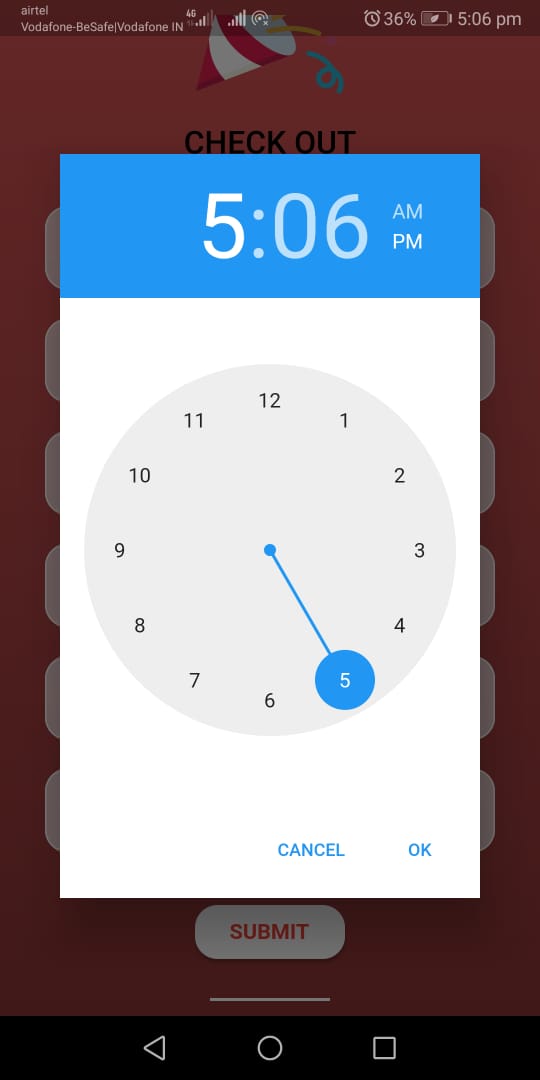 airtel
Vodafone-BeSafe|Vodafone IN
4G
36%
5:06 pm
CHECK OUT
5:06
AM
PM
12
1
2
3
4
5
6
7
8
9
10
11
CANCEL
OK
SUBMIT